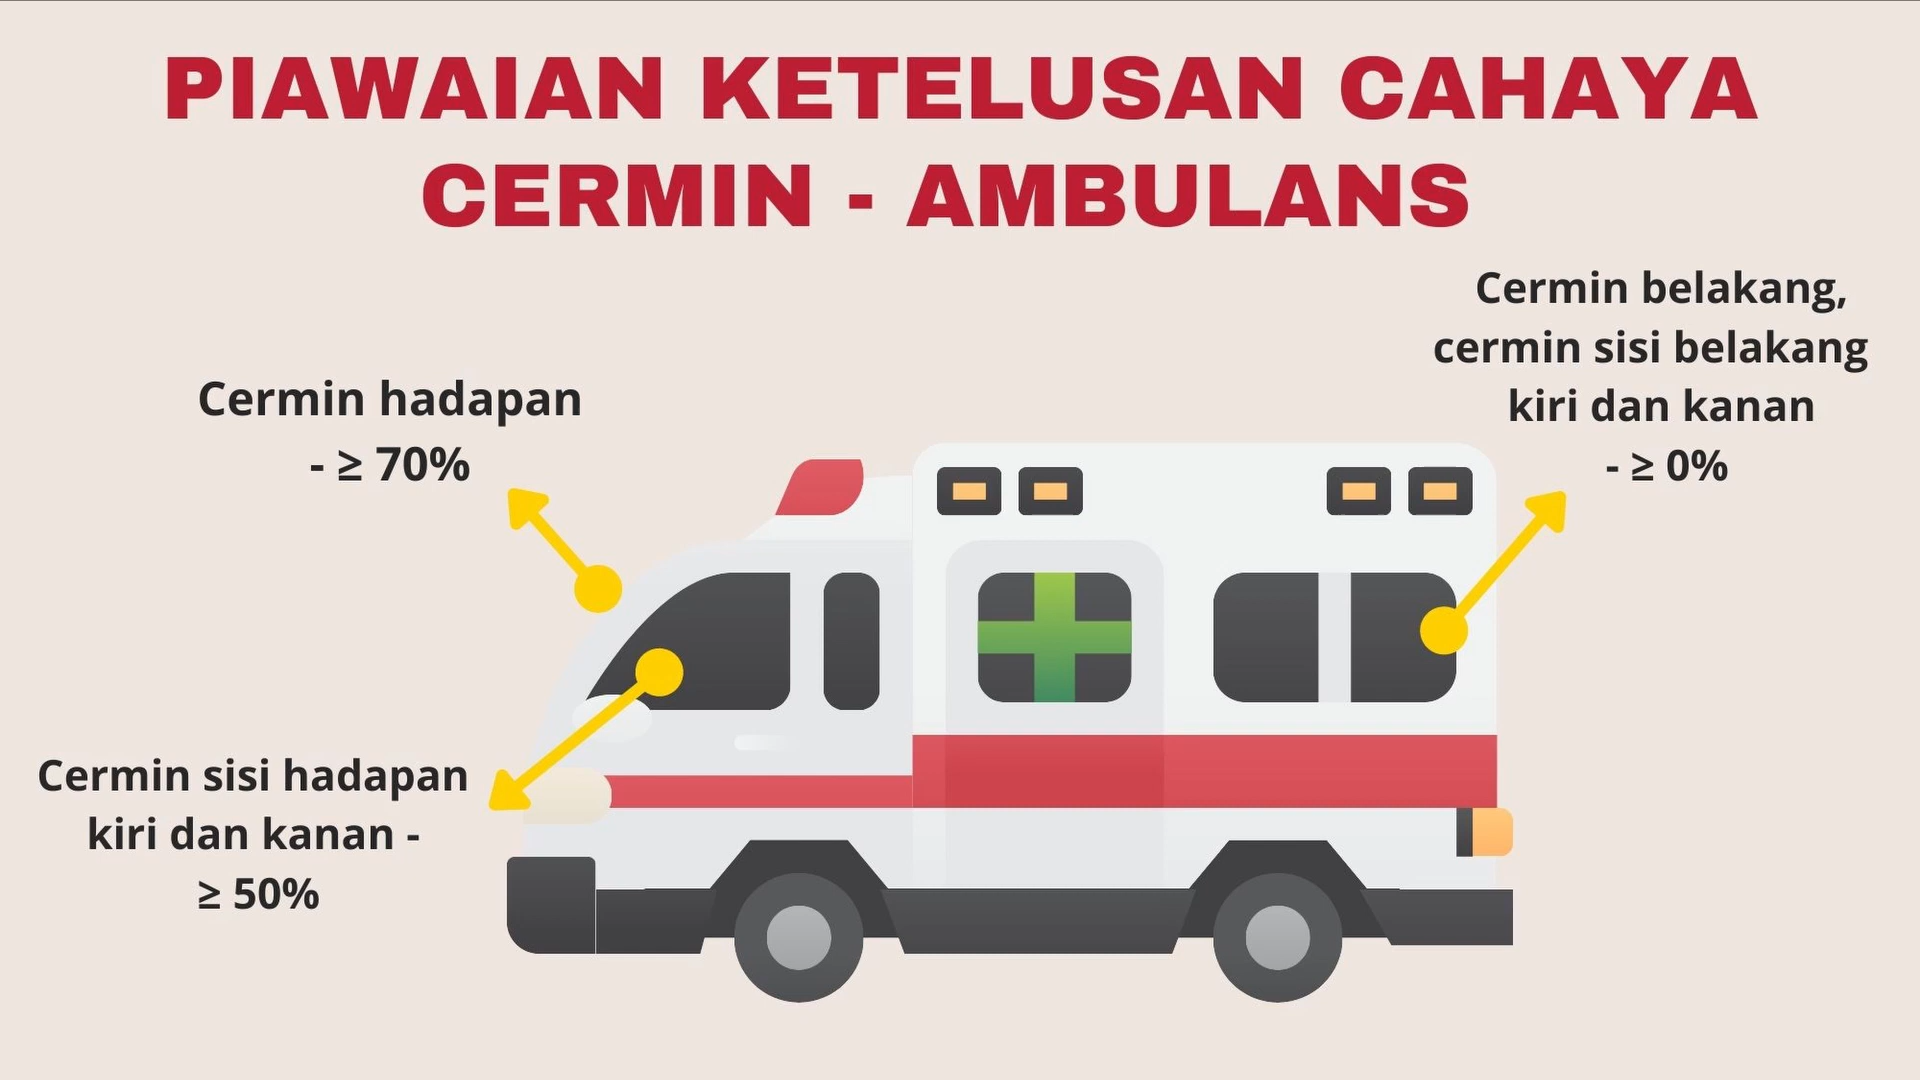 PIAWAIAN KETELUSAN CAHAYA
CERMIN - AMBULANS
Cermin hadapan
- ≥ 70%
Cermin belakang,
cermin sisi belakang
kiri dan kanan
- ≥ 0%
Cermin sisi hadapan
kiri dan kanan -
≥ 50%